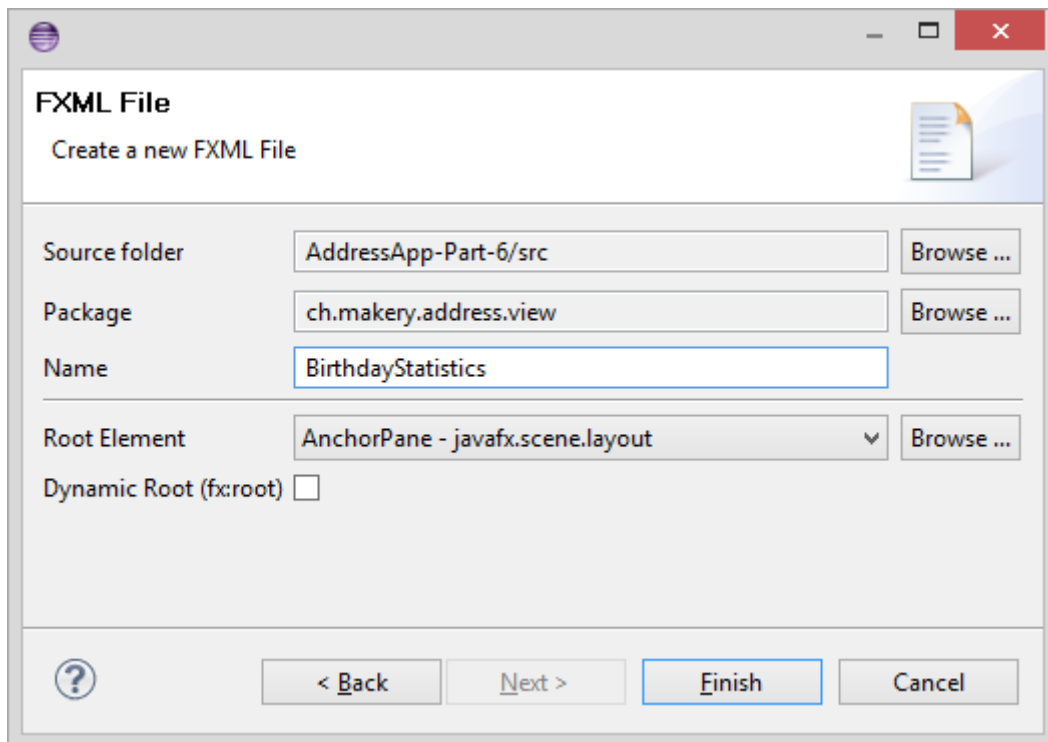 FXML File
Create a new FXML File
Source folder AddressApp-Part-6/src Browse ...
Package ch.makery.address.view Browse ...
Name BirthdayStatistics
Root Element AnchorPane - javafx.scene.layout Browse ...
Dynamic Root (fx:root)
? < Back Next > Finish Cancel